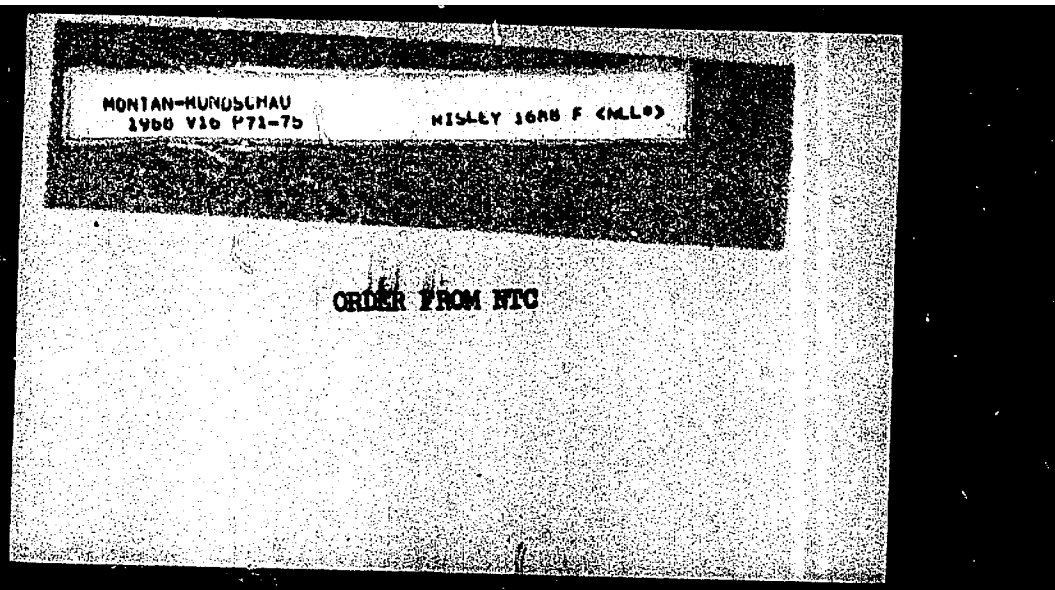 MONTAN-RUNDSCHAU
1968 V16 P71-75
RISLEY 1688 F <NLL*>
ORDER FROM NTC